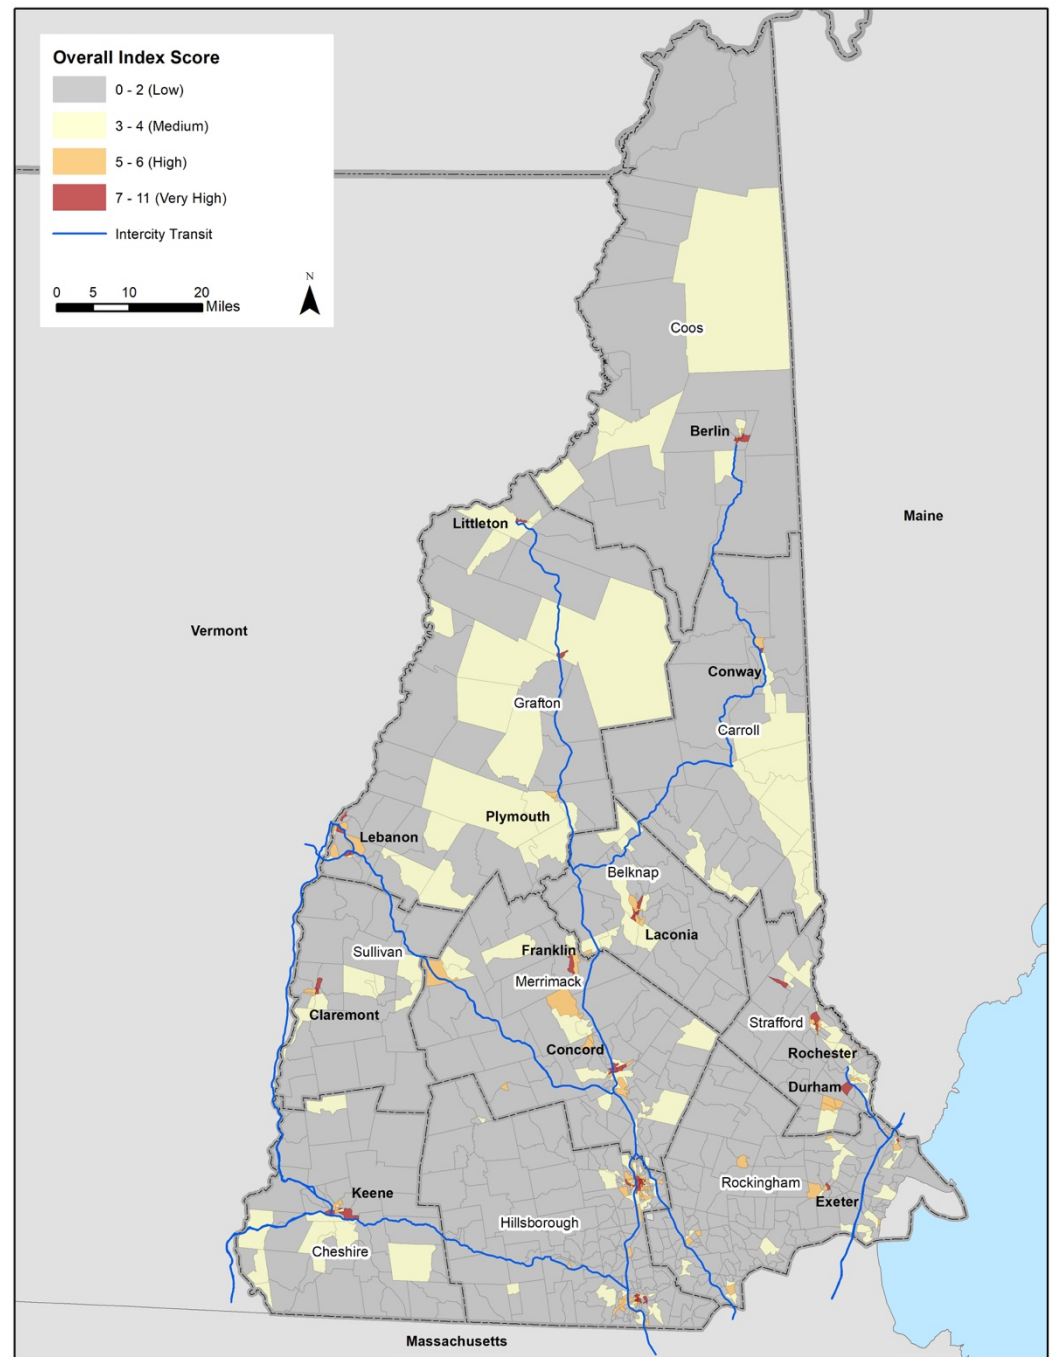 Overall Index Score
0 - 2 (Low)
3 - 4 (Medium)
5 - 6 (High)
7 - 11 (Very High)
Intercity Transit
N
0 5 10 20
Miles
Coos
Berlin
Littleton
Maine
Vermont
Conway
Grafton
Carroll
Plymouth
Lebanon
Belknap
Laconia
Franklin
Sullivan
Merrimack
Claremont
Strafford
Concord
Rochester
Durham
Rockingham
Keene
Exeter
Hillsborough
Cheshire
Massachusetts